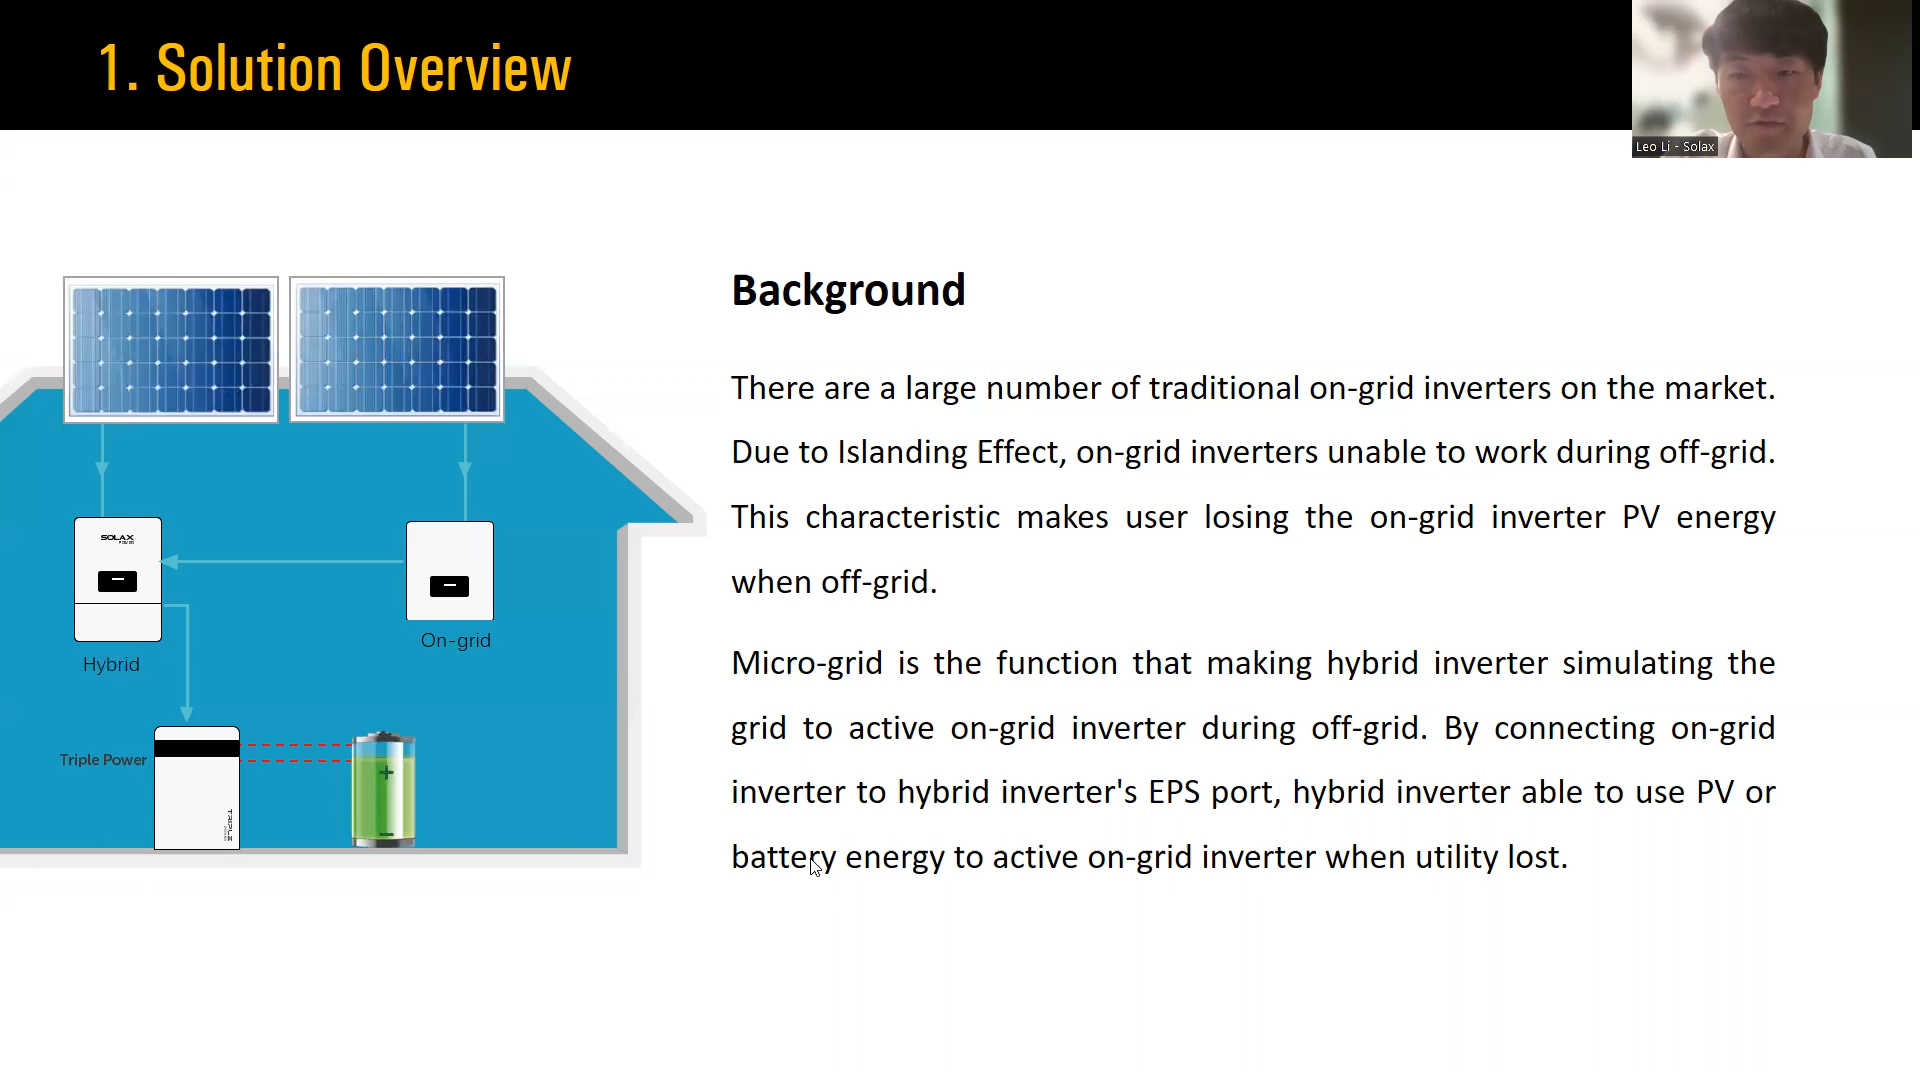 1. Solution Overview
Leo Li - Solax
Background
There are a large number of traditional on-grid inverters on the market.
Due to Islanding Effect, on-grid inverters unable to work during off-grid.
This characteristic makes user losing the on-grid inverter PV energy
when off-grid.
Micro-grid is the function that making hybrid inverter simulating the
grid to active on-grid inverter during off-grid. By connecting on-grid
inverter to hybrid inverter's EPS port, hybrid inverter able to use PV or
battery energy to active on-grid inverter when utility lost.
SOLAX
POWER
Hybrid
On-grid
Triple Power
TRIPLE